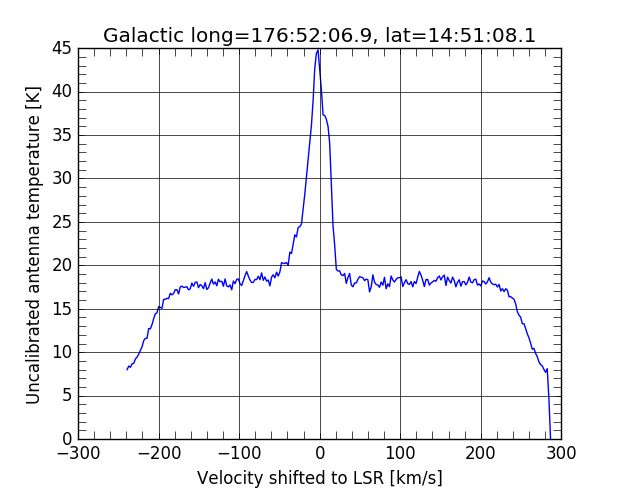 Galactic long=176:52:06.9, lat=14:51:08.1
45
40
35
30
25
20
15
10
5
0
Uncalibrated antenna temperature [K]
−300 −200 −100 0 100 200 300
Velocity shifted to LSR [km/s]